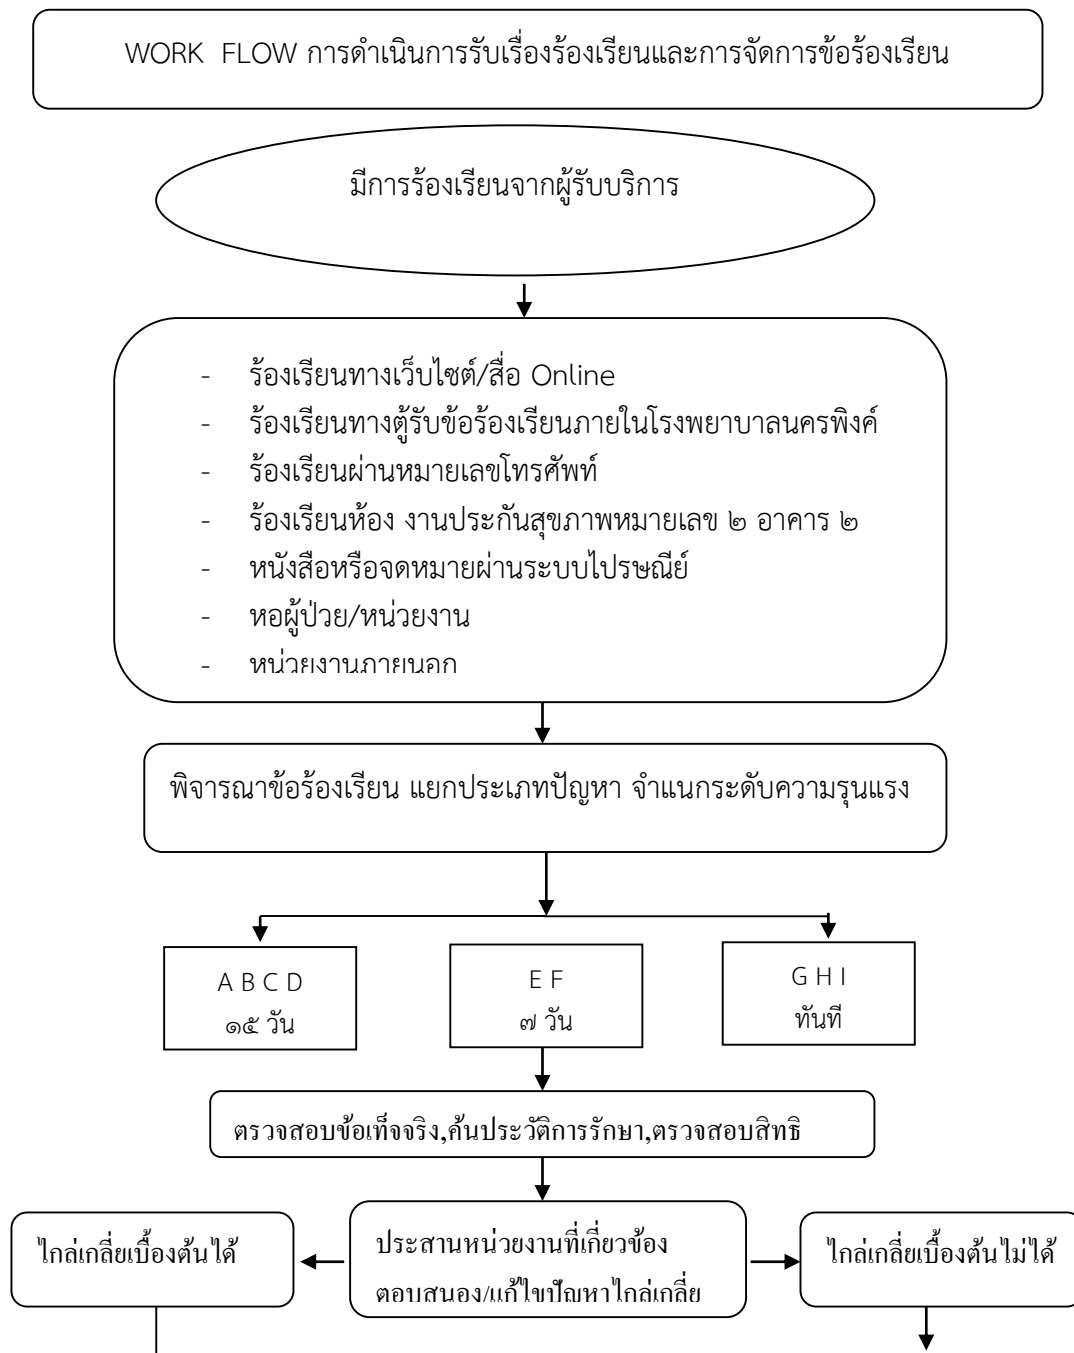 WORK FLOW การดำเนินการรับเรื่องร้องเรียนและการจัดการข้อร้องเรียน
มีการร้องเรียนจากผู้รับบริการ
- ร้องเรียนทางเว็บไซต์/สื่อ Online
- ร้องเรียนทางตู้รับข้อร้องเรียนภายในโรงพยาบาลนครพิงค์
- ร้องเรียนผ่านหมายเลขโทรศัพท์
- ร้องเรียนห้อง งานประกันสุขภาพหมายเลข ๒ อาคาร ๒
- หนังสือหรือจดหมายผ่านระบบไปรษณีย์
- หอผู้ป่วย/หน่วยงาน
- หน่วยงานภายนอก
พิจารณาข้อร้องเรียน แยกประเภทปัญหา จำแนกระดับความรุนแรง
A B C D
๑๕ วัน
E F
๗ วัน
G H I
ทันที
ตรวจสอบข้อเท็จจริง,ค้นประวัติการรักษา,ตรวจสอบสิทธิ
ไกล่เกลี่ยเบื้องต้นได้
ประสานหน่วยงานที่เกี่ยวข้อง
ตอบสนอง/แก้ไขปัญหาไกล่เกลี่ย
ไกล่เกลี่ยเบื้องต้นไม่ได้